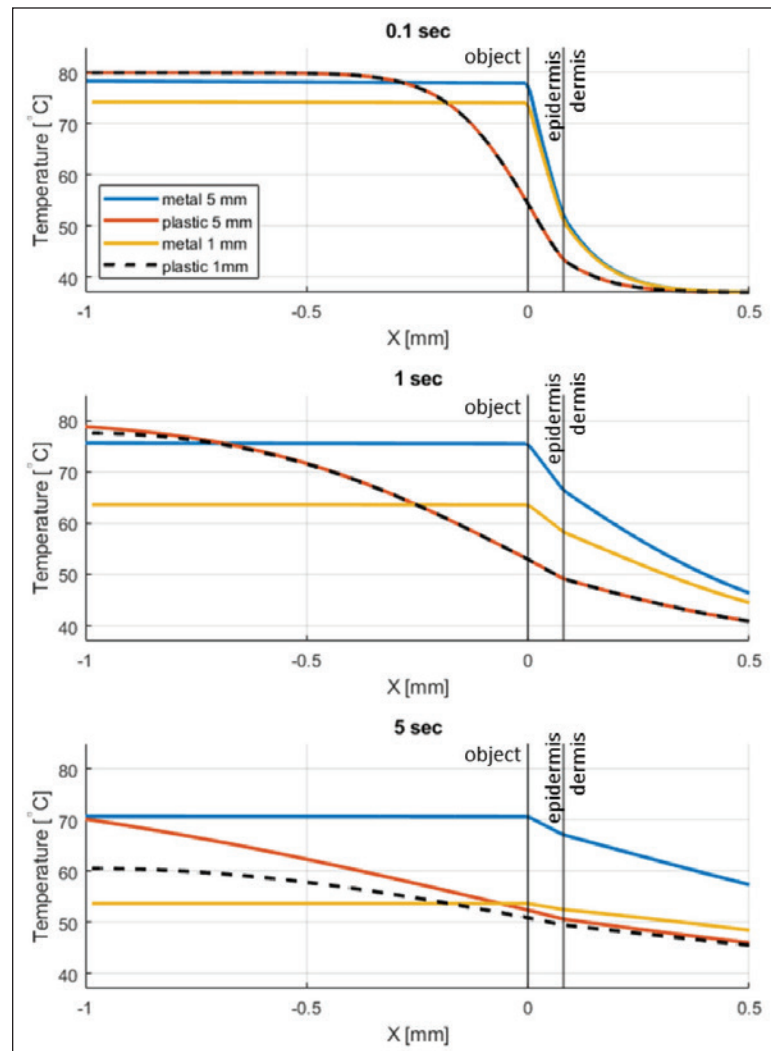 0.1 sec
object
epidermis
dermis
80
70
60
50
40
Temperature [°C]
metal 5 mm
plastic 5 mm
metal 1 mm
plastic 1mm
-1 -0.5 0 0.5
X [mm]
1 sec
object
epidermis
dermis
80
70
60
50
40
Temperature [°C]
-1 -0.5 0 0.5
X [mm]
5 sec
object
epidermis
dermis
80
70
60
50
40
Temperature [°C]
-1 -0.5 0 0.5
X [mm]